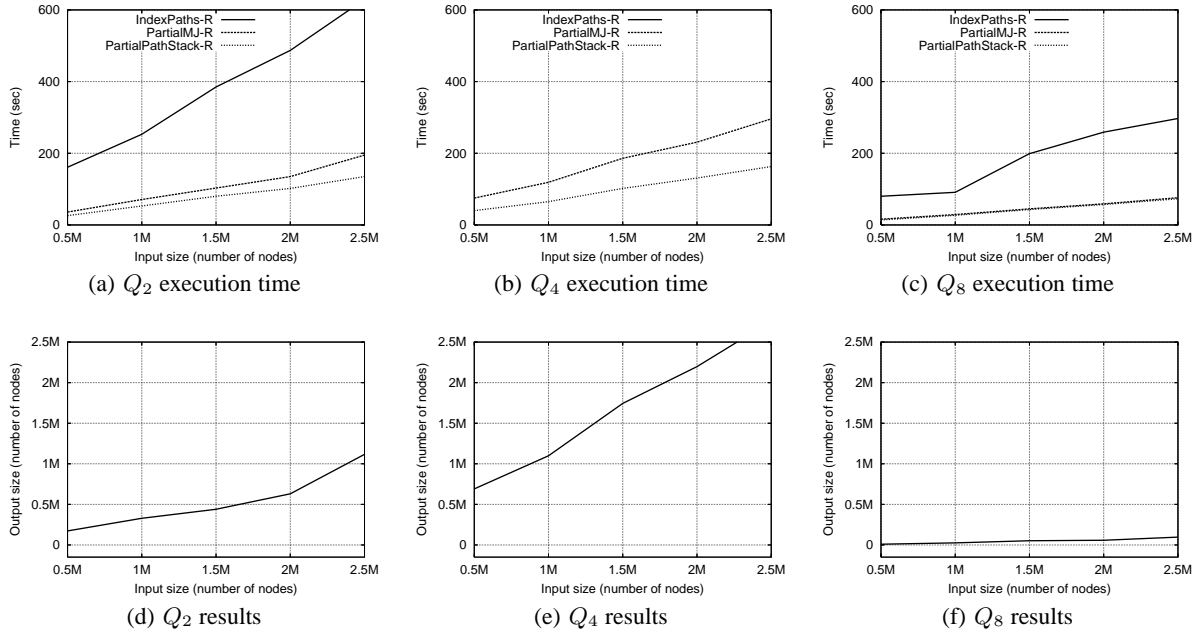 600
400
200
0
Time (sec)
IndexPaths-R
PartialMJ-R
PartialPathStack-R
0.5M 1M 1.5M 2M 2.5M
Input size (number of nodes)
(a) Q2 execution time
600
400
200
0
Time (sec)
IndexPaths-R
PartialMJ-R
PartialPathStack-R
0.5M 1M 1.5M 2M 2.5M
Input size (number of nodes)
(b) Q4 execution time
600
400
200
0
Time (sec)
IndexPaths-R
PartialMJ-R
PartialPathStack-R
0.5M 1M 1.5M 2M 2.5M
Input size (number of nodes)
(c) Q8 execution time
2.5M
2M
1.5M
1M
0.5M
0
Output size (number of nodes)
0.5M 1M 1.5M 2M 2.5M
Input size (number of nodes)
(d) Q2 results
2.5M
2M
1.5M
1M
0.5M
0
Output size (number of nodes)
0.5M 1M 1.5M 2M 2.5M
Input size (number of nodes)
(e) Q4 results
2.5M
2M
1.5M
1M
0.5M
0
Output size (number of nodes)
0.5M 1M 1.5M 2M 2.5M
Input size (number of nodes)
(f) Q8 results